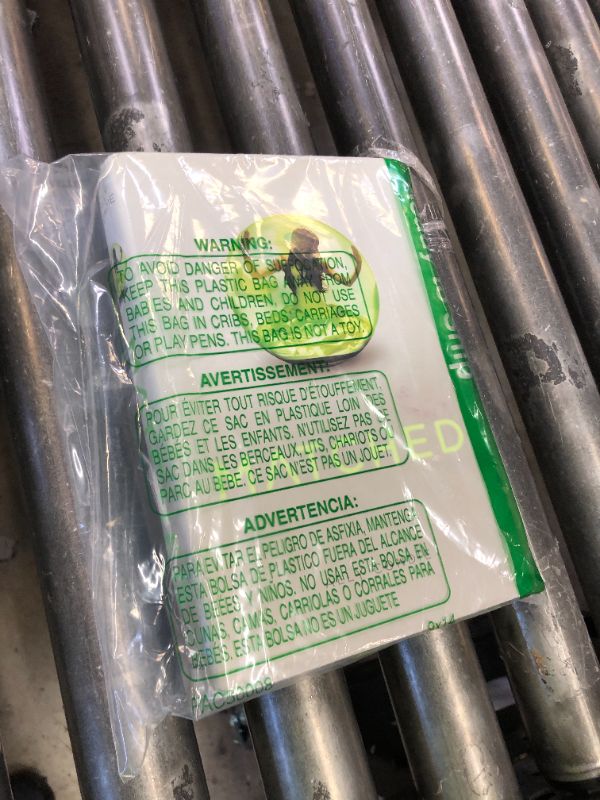 WARNING:
TO AVOID DANGER OF SUFFOCATION,
KEEP THIS PLASTIC BAG AWAY FROM
BABIES AND CHILDREN. DO NOT USE
THIS BAG IN CRIBS, BEDS, CARRIAGES
OR PLAY PENS. THIS BAG IS NOT A TOY.
AVERTISSEMENT:
POUR ÉVITER TOUT RISQUE D'ÉTOUFFEMENT,
GARDEZ CE SAC EN PLASTIQUE LOIN DES
BÉBÉS ET LES ENFANTS. N'UTILISEZ PAS CE
SAC DANS LES BERCEAUX, LITS, CHARIOTS OU
PARC AU BEBE. CE SAC N'EST PAS UN JOUET.
ADVERTENCIA:
PARA EVITAR EL PELIGRO DE ASFIXIA, MANTENGA
ESTA BOLSA DE PLASTICO FUERA DEL ALCANCE
DE BEBES Y NIÑOS. NO USAR ESTA BOLSA EN
CUNAS, CAMAS, CARRIOLAS O CORRALES PARA
BEBES. ESTA BOLSA NO ES UN JUGUETE
9x14